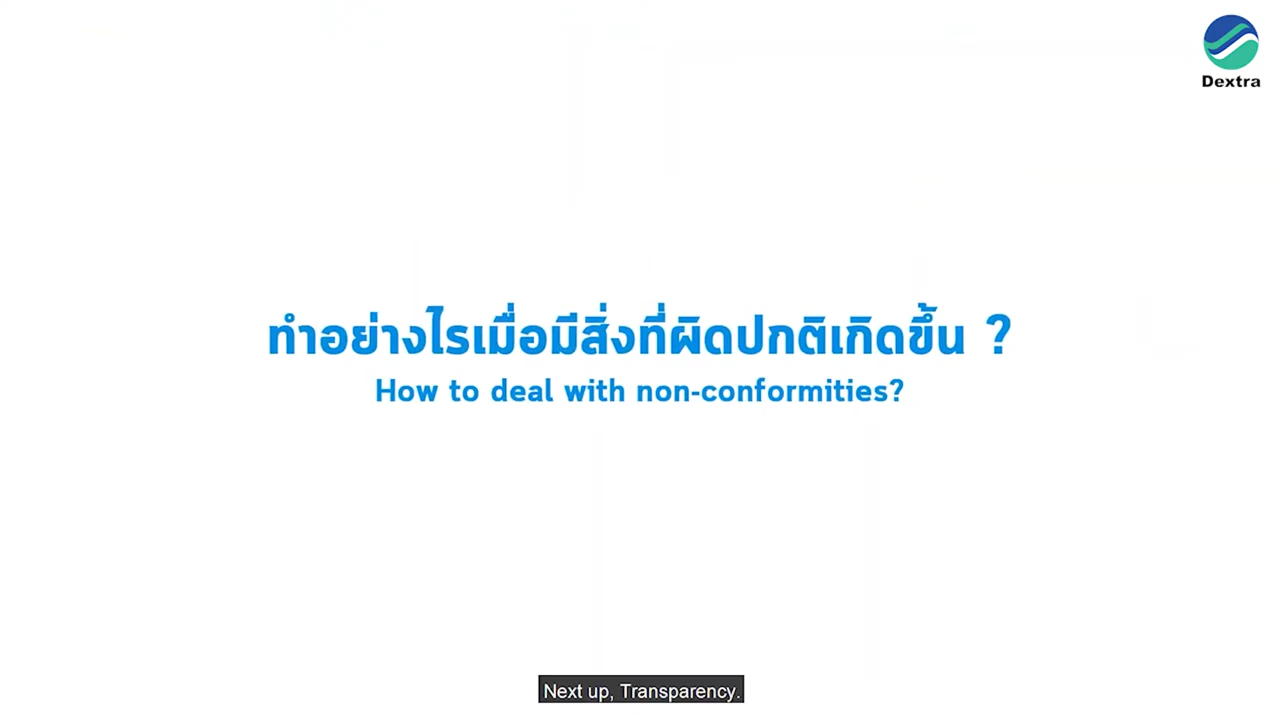 Dextra
ทำอย่างไรเมื่อมีสิ่งที่ผิดปกติเกิดขึ้น ?
How to deal with non-conformities?
Next up, Transparency.